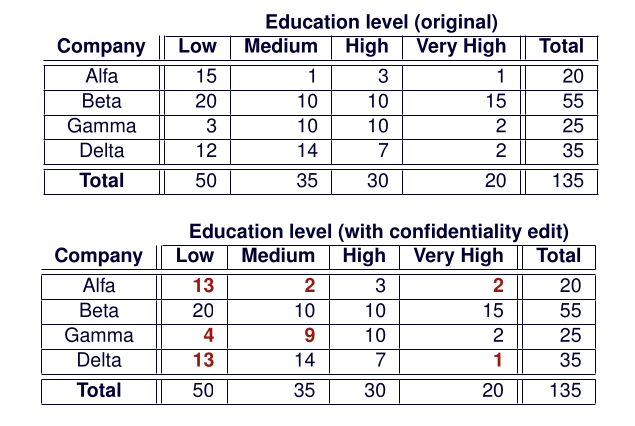 Education level (original)
Company Low Medium High Very High Total
Alfa 15 1 3 1 20
Beta 20 10 10 15 55
Gamma 3 10 10 2 25
Delta 12 14 7 2 35
Total 50 35 30 20 135
Education level (with confidentiality edit)
Company Low Medium High Very High Total
Alfa 13 2 3 2 20
Beta 20 10 10 15 55
Gamma 4 9 10 2 25
Delta 13 14 7 1 35
Total 50 35 30 20 135